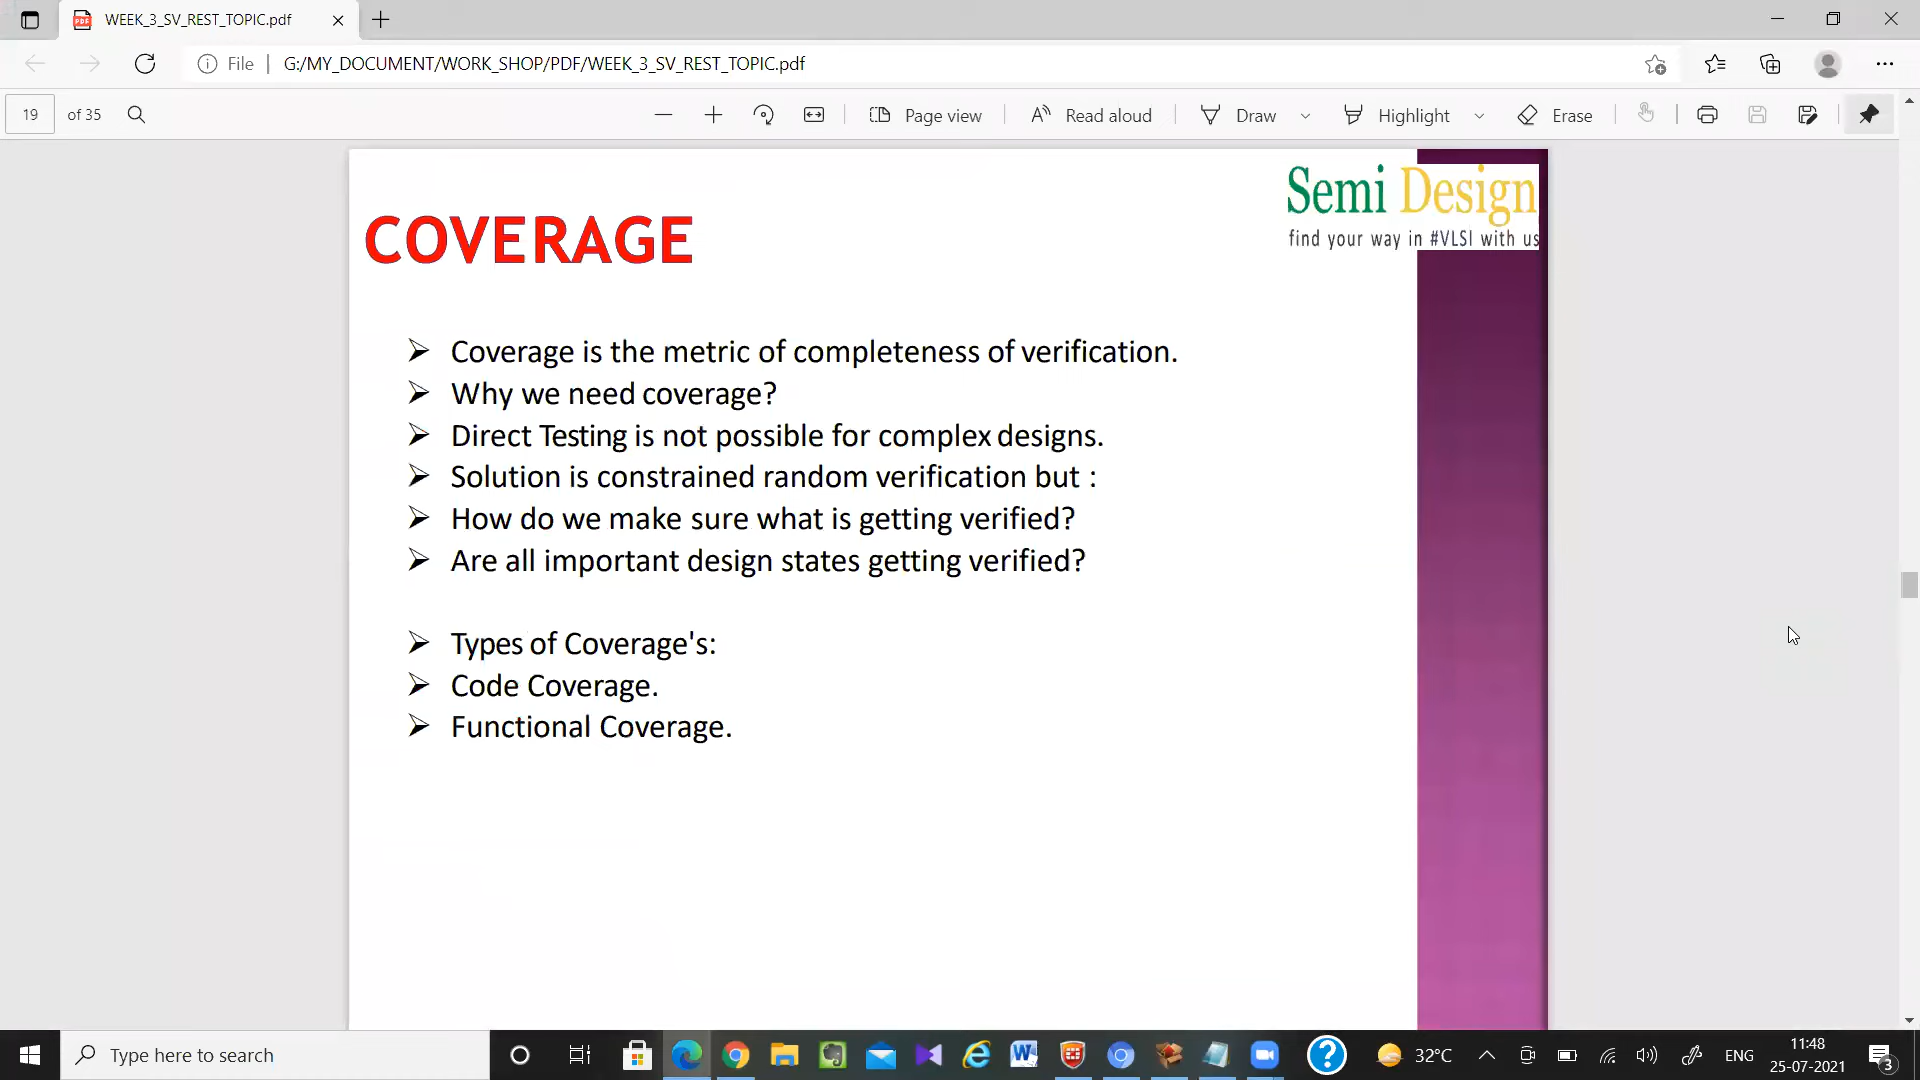 WEEK_3_SV_REST_TOPIC.pdf
File G:/MY_DOCUMENT/WORK_SHOP/PDF/WEEK_3_SV_REST_TOPIC.pdf
19 of 35 Page view Read aloud Draw Highlight Erase
Semi Design
find your way in #VLSI with us
COVERAGE
➢ Coverage is the metric of completeness of verification.
➢ Why we need coverage?
➢ Direct Testing is not possible for complex designs.
➢ Solution is constrained random verification but :
➢ How do we make sure what is getting verified?
➢ Are all important design states getting verified?
➢ Types of Coverage's:
➢ Code Coverage.
➢ Functional Coverage.
Type here to search
32°C
ENG
11:48
25-07-2021
3